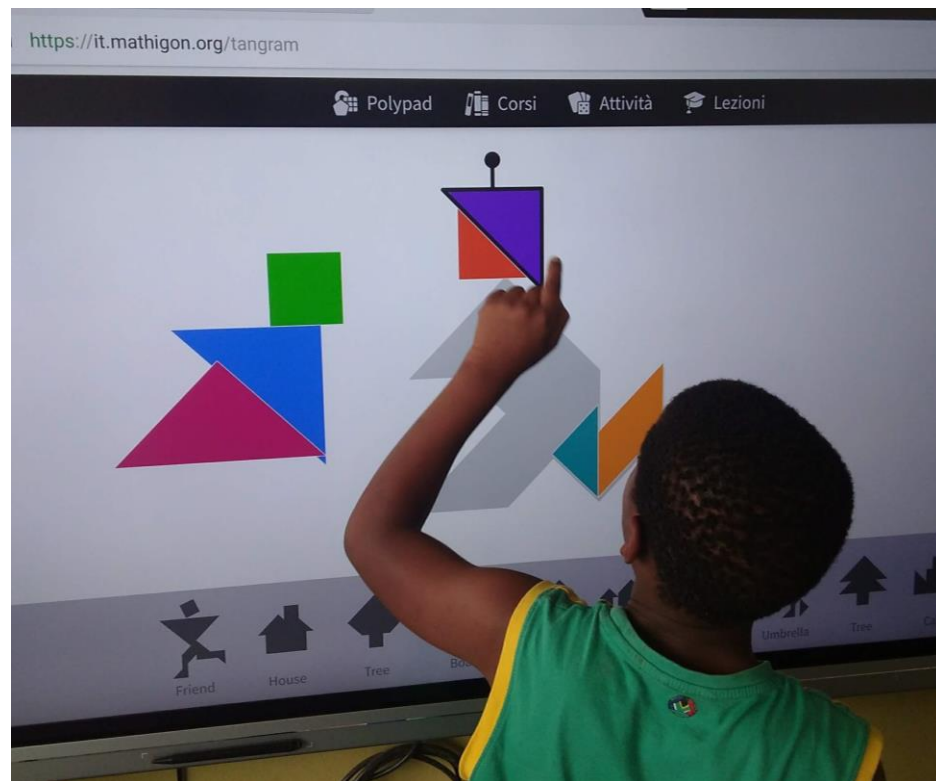 https://it.mathigon.org/tangram
Polypad Corsi Attività Lezioni
Friend House Tree Umbrella Tree